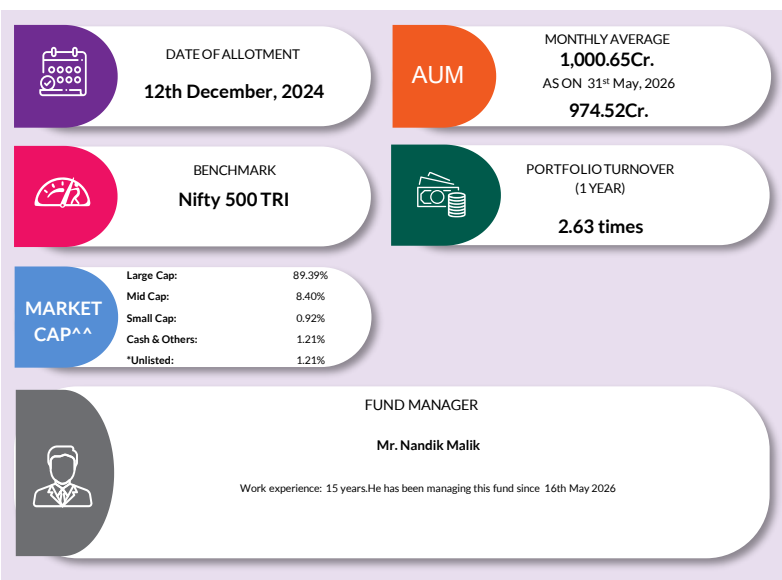 DATE OF ALLOTMENT
12th December, 2024
AUM
MONTHLY AVERAGE
1,000.65Cr.
AS ON 31st May, 2026
974.52Cr.
BENCHMARK
Nifty 500 TRI
PORTFOLIO TURNOVER
(1 YEAR)
2.63 times
MARKET
CAP^^
Large Cap: 89.39%
Mid Cap: 8.40%
Small Cap: 0.92%
Cash & Others: 1.21%
*Unlisted: 1.21%
FUND MANAGER
Mr. Nandik Malik
Work experience: 15 years.He has been managing this fund since 16th May 2026